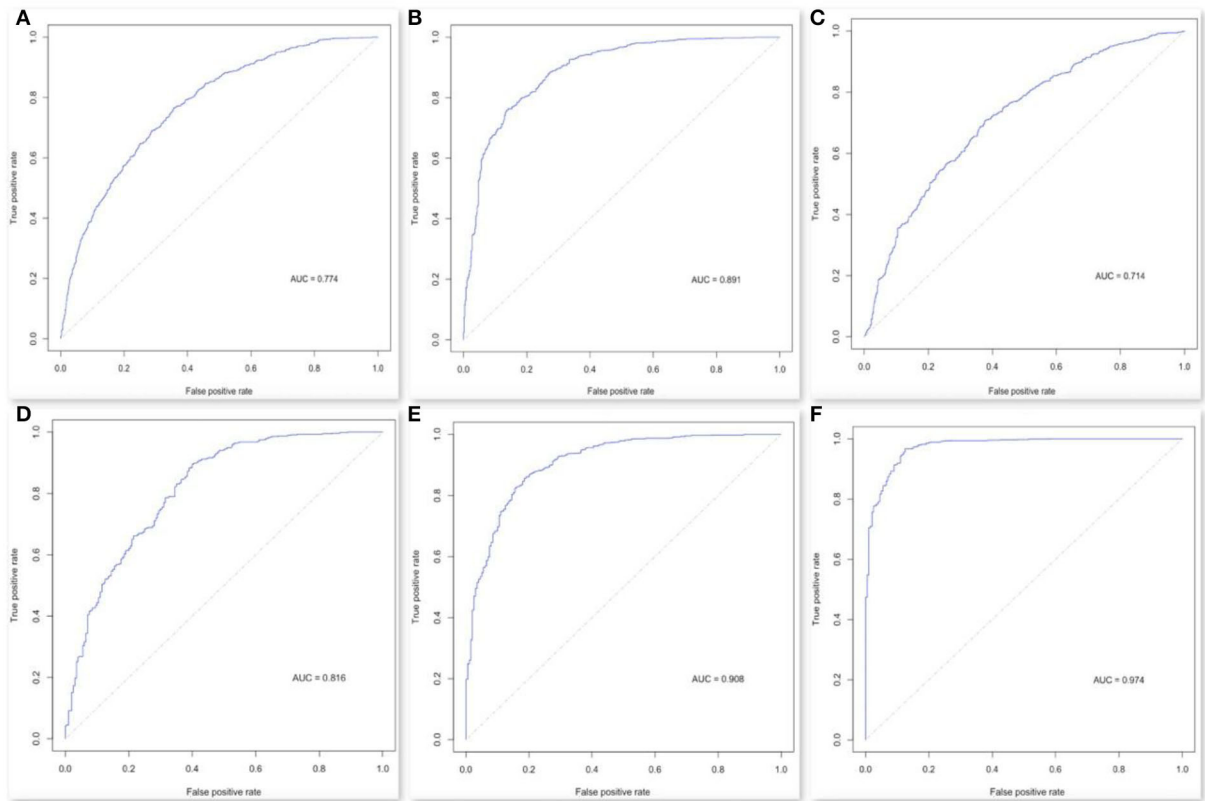 A
True positive rate
1.0
0.8
0.6
0.4
0.2
0.0
AUC = 0.774
0.0 0.2 0.4 0.6 0.8 1.0
False positive rate
B
True positive rate
1.0
0.8
0.6
0.4
0.2
0.0
AUC = 0.891
0.0 0.2 0.4 0.6 0.8 1.0
False positive rate
C
True positive rate
1.0
0.8
0.6
0.4
0.2
0.0
AUC = 0.714
0.0 0.2 0.4 0.6 0.8 1.0
False positive rate
D
True positive rate
1.0
0.8
0.6
0.4
0.2
0.0
AUC = 0.816
0.0 0.2 0.4 0.6 0.8 1.0
False positive rate
E
True positive rate
1.0
0.8
0.6
0.4
0.2
0.0
AUC = 0.908
0.0 0.2 0.4 0.6 0.8 1.0
False positive rate
F
True positive rate
1.0
0.8
0.6
0.4
0.2
0.0
AUC = 0.974
0.0 0.2 0.4 0.6 0.8 1.0
False positive rate